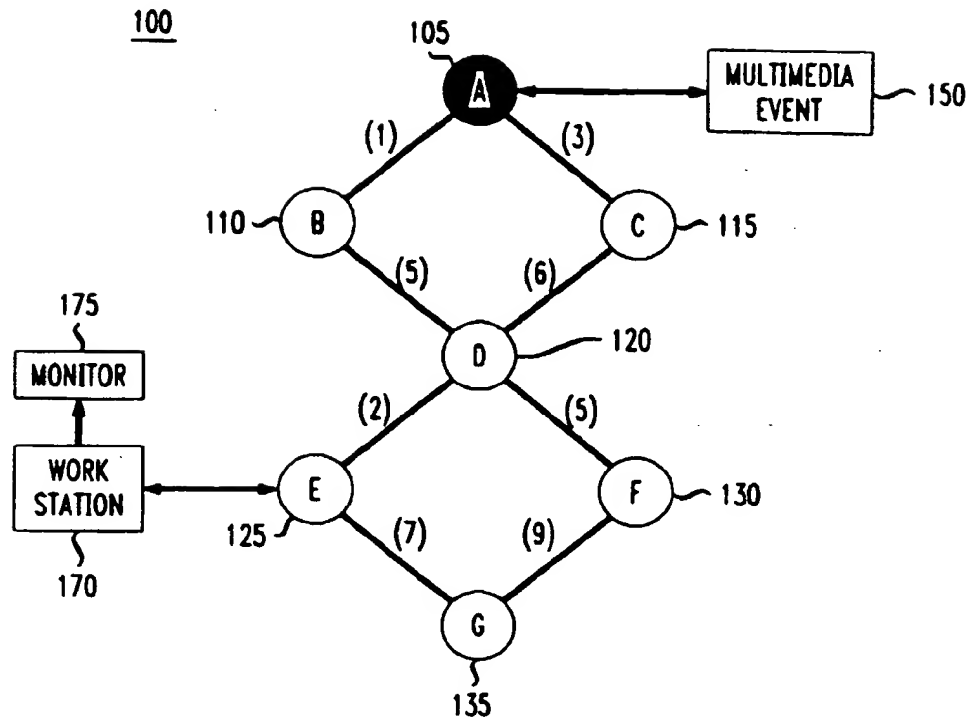 100
105
A
MULTIMEDIA
EVENT
150
(1)
(3)
110
B
C
115
(5)
(6)
175
MONITOR
D
120
(2)
(5)
WORK
STATION
E
F
130
125
170
(7)
(9)
G
135